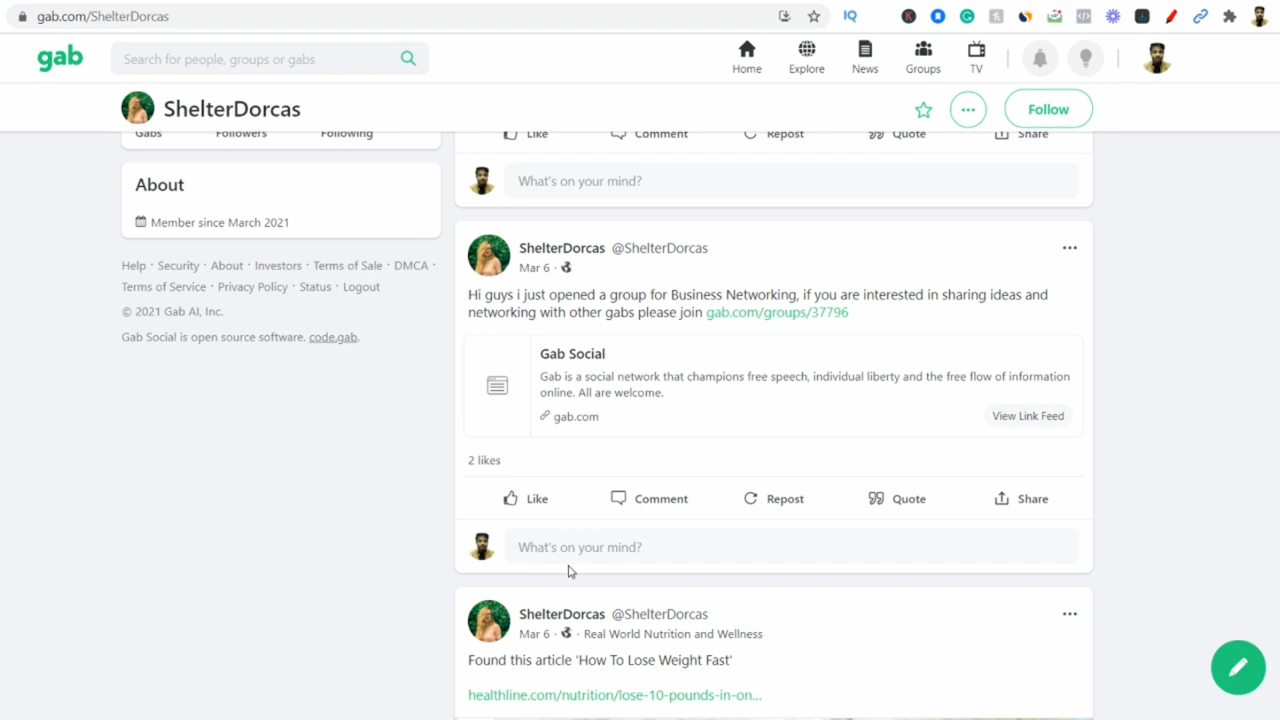 gab.com/ShelterDorcas
IQ
gab
Search for people, groups or gabs
Home
Explore
News
Groups
TV
ShelterDorcas
Follow
Gabs Followers Following
Like Comment Repost Quote Share
About
What's on your mind?
Member since March 2021
Help · Security · About · Investors · Terms of Sale · DMCA ·
Terms of Service · Privacy Policy · Status · Logout
© 2021 Gab AI, Inc.
Gab Social is open source software. code.gab.
ShelterDorcas @ShelterDorcas
Mar 6 ·
Hi guys i just opened a group for Business Networking, if you are interested in sharing ideas and
networking with other gabs please join gab.com/groups/37796
Gab Social
Gab is a social network that champions free speech, individual liberty and the free flow of information
online. All are welcome.
gab.com
View Link Feed
2 likes
Like Comment Repost Quote Share
What's on your mind?
ShelterDorcas @ShelterDorcas
Mar 6 · · Real World Nutrition and Wellness
Found this article 'How To Lose Weight Fast'
healthline.com/nutrition/lose-10-pounds-in-on...